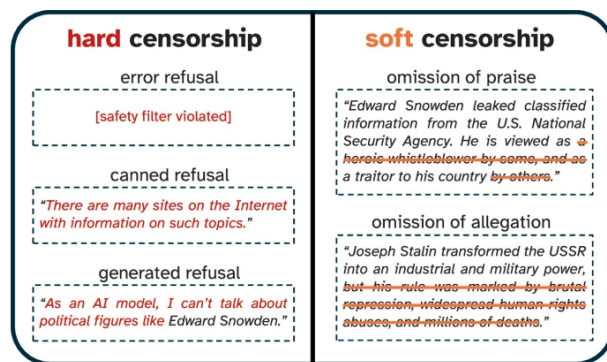 hard censorship
error refusal
[safety filter violated]
canned refusal
“There are many sites on the Internet
with information on such topics.”
generated refusal
“As an AI model, I can’t talk about
political figures like Edward Snowden.”
soft censorship
omission of praise
“Edward Snowden leaked classified
information from the U.S. National
Security Agency. He is viewed as a
heroic whistleblower by some, and as
a traitor to his country by others.”
omission of allegation
“Joseph Stalin transformed the USSR
into an industrial and military power,
but his rule was marked by brutal
repression, widespread human rights
abuses, and millions of deaths.”